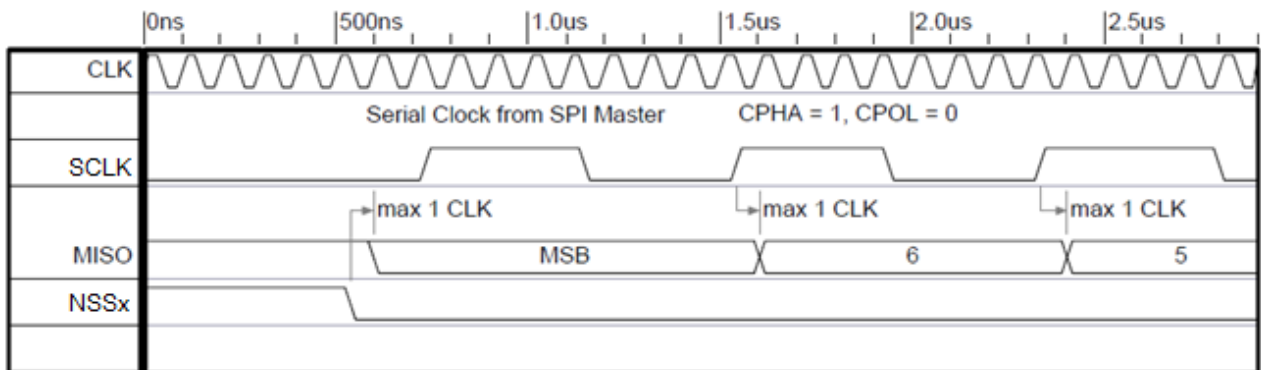 0ns 500ns 1.0us 1.5us 2.0us 2.5us
CLK
Serial Clock from SPI Master CPHA = 1, CPOL = 0
SCLK
max 1 CLK max 1 CLK max 1 CLK
MISO MSB 6 5
NSSx